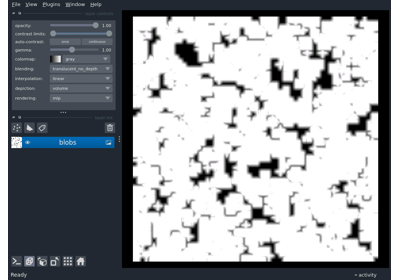 File View Plugins Window Help
opacity: 1.00
contrast limits:
auto-contrast: once continuous
gamma: 1.00
colormap: gray
blending: translucent_no_depth
interpolation: linear
depiction: volume
rendering: mip
blobs
Ready
activity